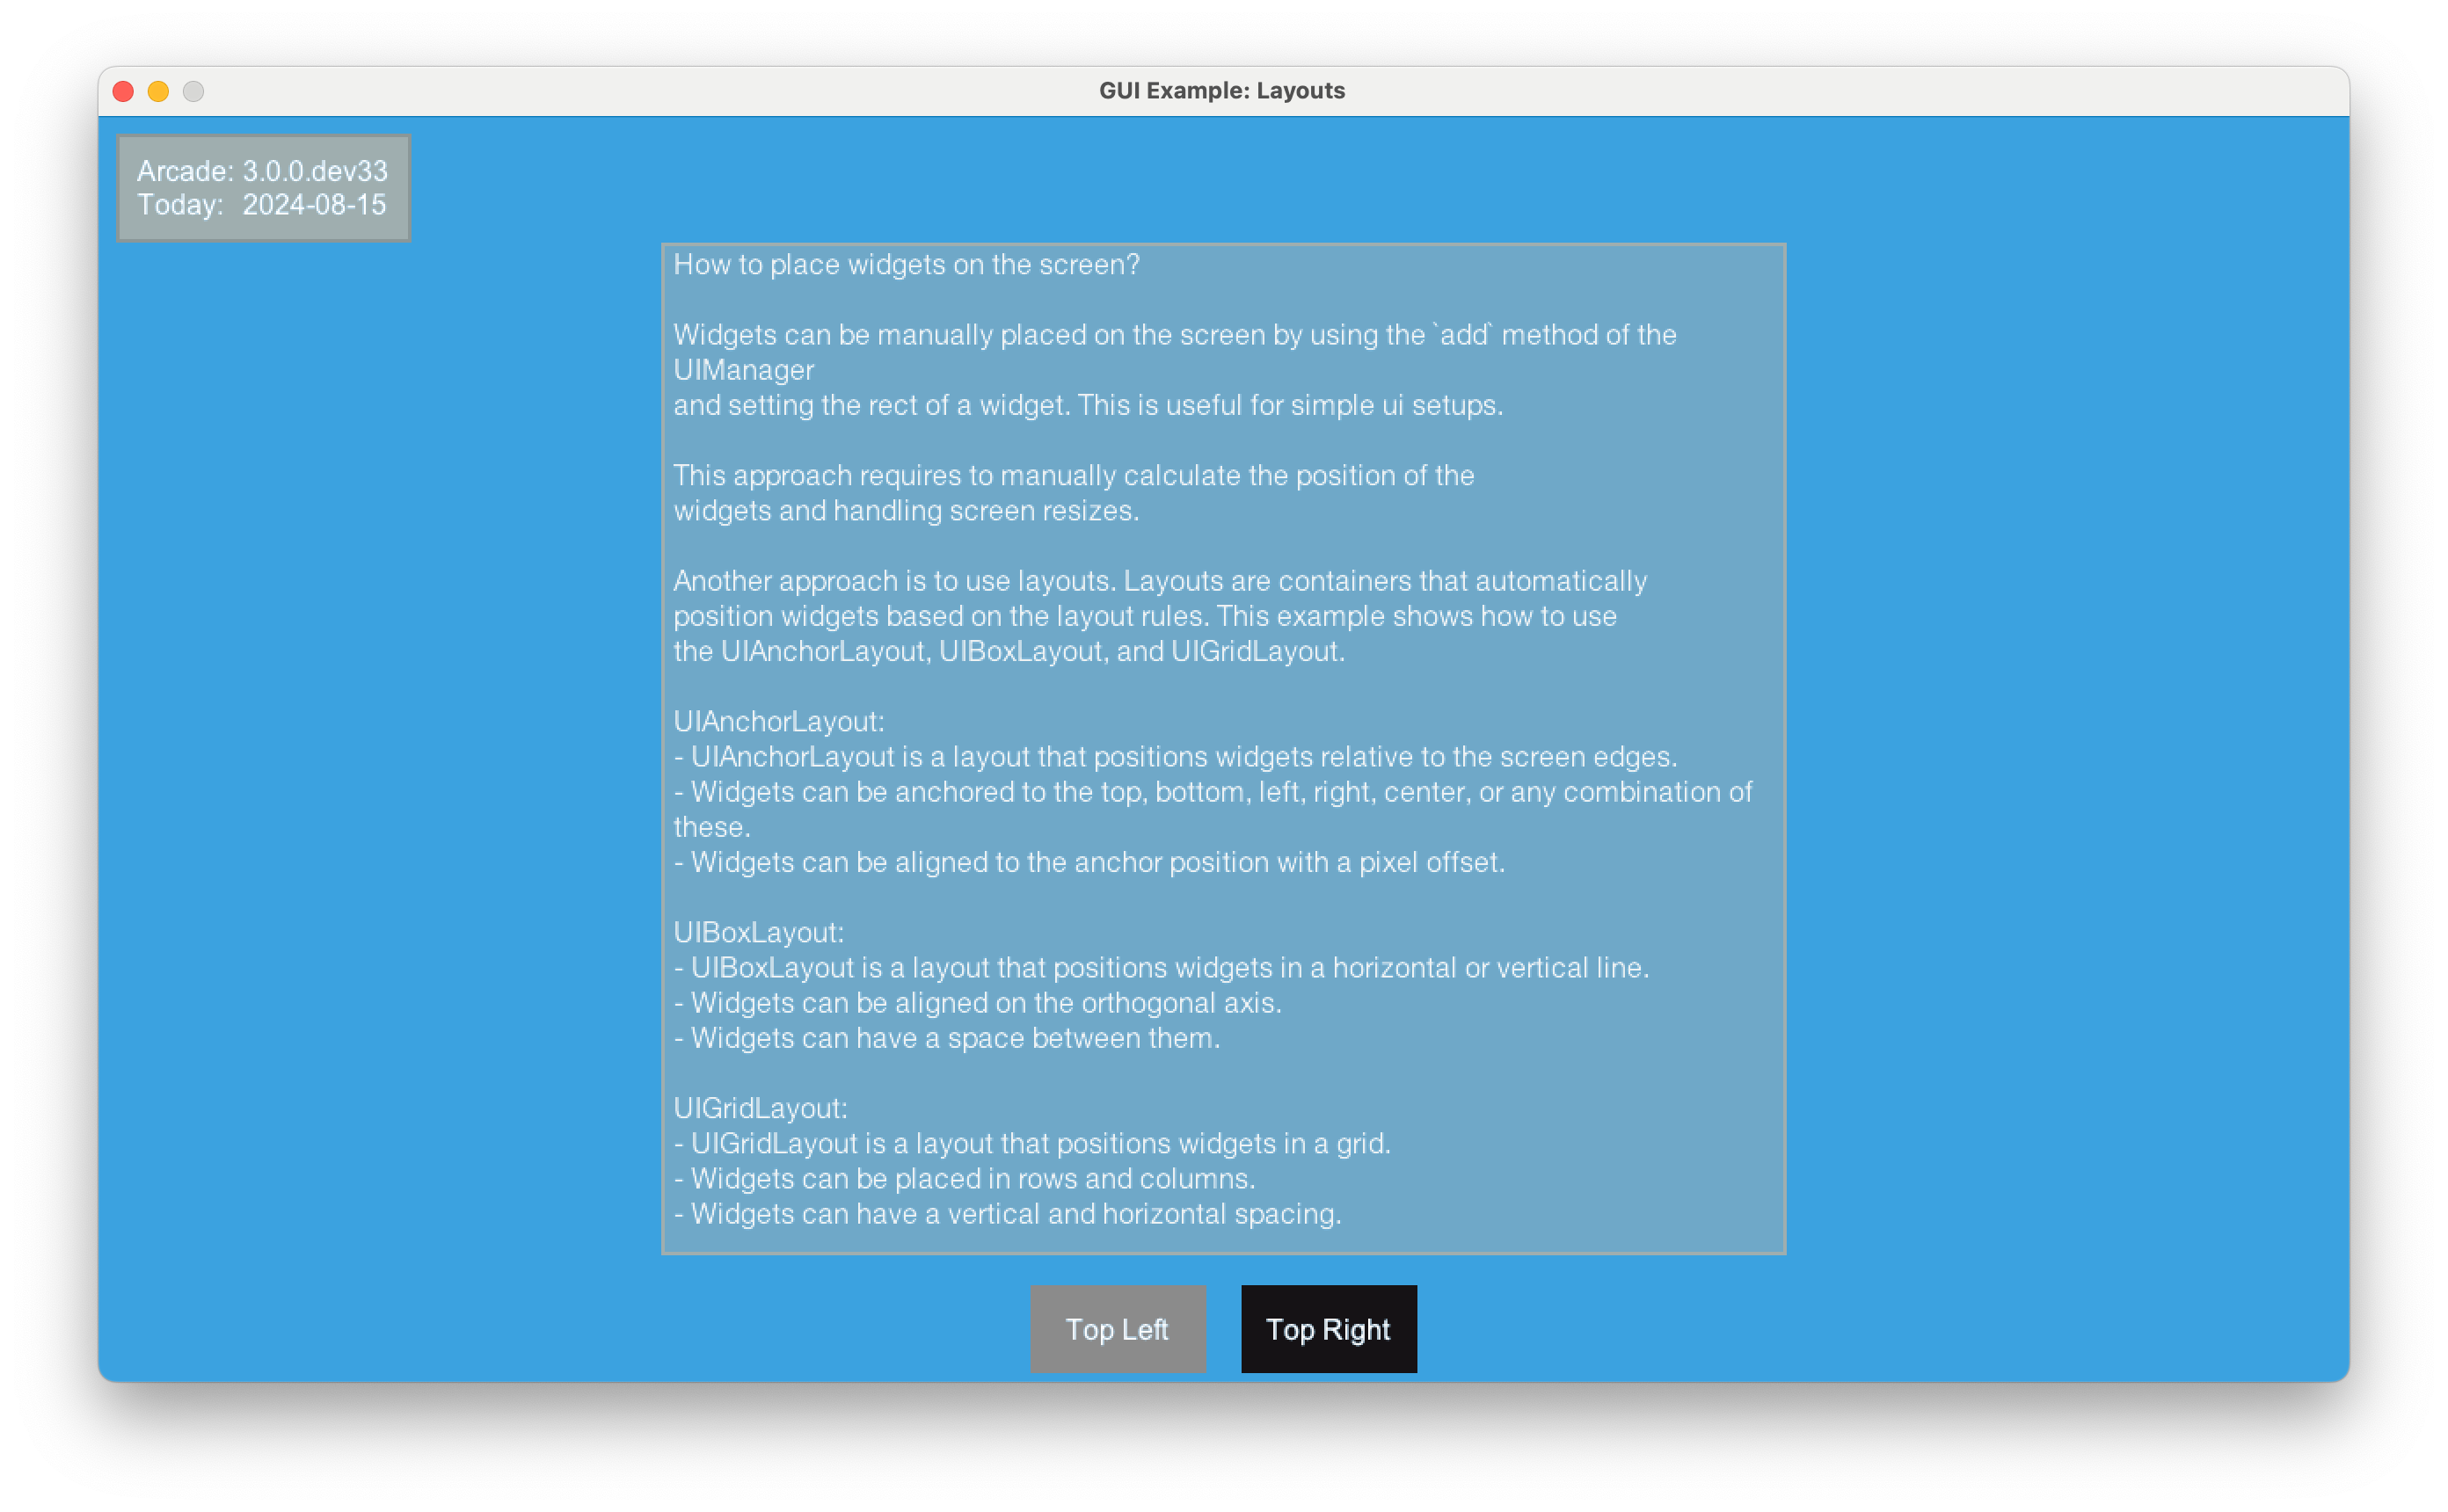 GUI Example: Layouts
Arcade: 3.0.0.dev33
Today: 2024-08-15
How to place widgets on the screen?
Widgets can be manually placed on the screen by using the `add` method of the
UIManager
and setting the rect of a widget. This is useful for simple ui setups.
This approach requires to manually calculate the position of the
widgets and handling screen resizes.
Another approach is to use layouts. Layouts are containers that automatically
position widgets based on the layout rules. This example shows how to use
the UIAnchorLayout, UIBoxLayout, and UIGridLayout.
UIAnchorLayout:
- UIAnchorLayout is a layout that positions widgets relative to the screen edges.
- Widgets can be anchored to the top, bottom, left, right, center, or any combination of
these.
- Widgets can be aligned to the anchor position with a pixel offset.
UIBoxLayout:
- UIBoxLayout is a layout that positions widgets in a horizontal or vertical line.
- Widgets can be aligned on the orthogonal axis.
- Widgets can have a space between them.
UIGridLayout:
- UIGridLayout is a layout that positions widgets in a grid.
- Widgets can be placed in rows and columns.
- Widgets can have a vertical and horizontal spacing.
Top Left
Top Right